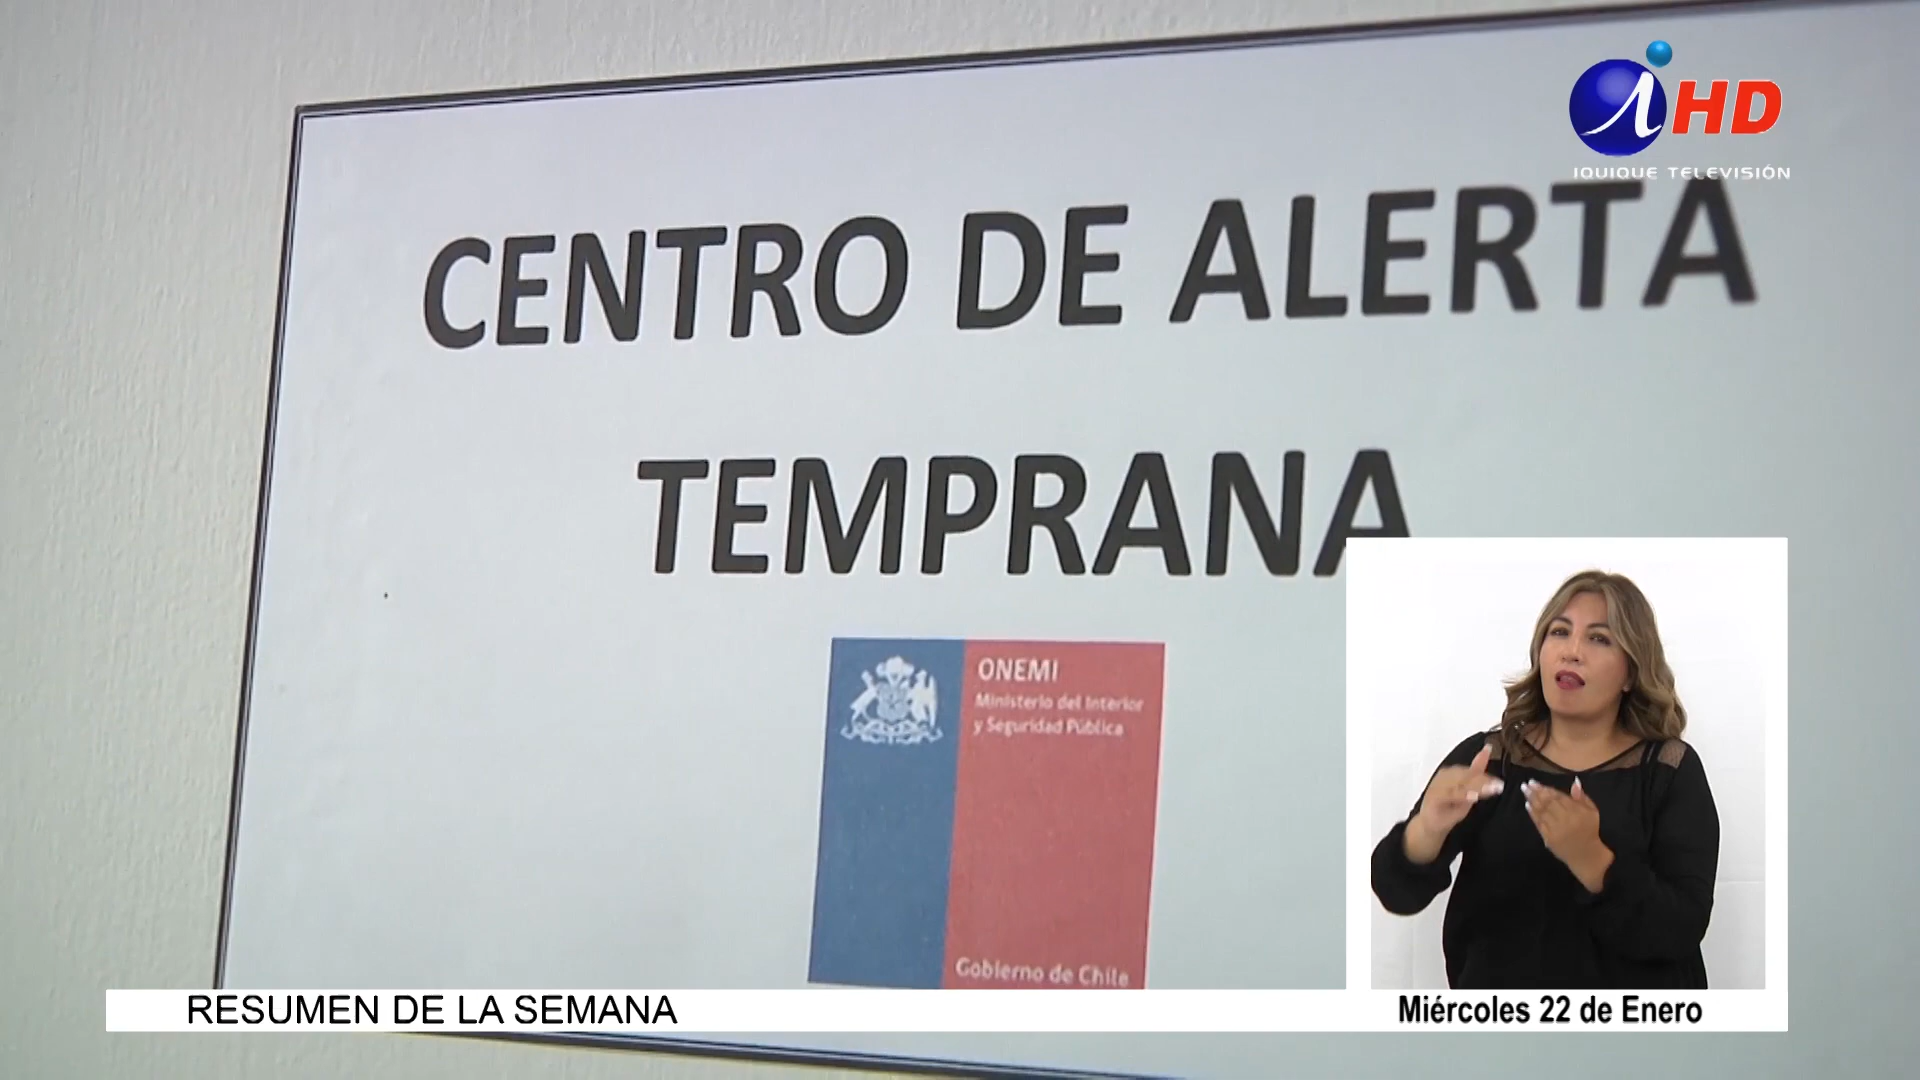 HD
IQUIQUE TELEVISIÓN
CENTRO DE ALERTA
TEMPRANA
ONEMI
Ministerio del Interior
y Seguridad Pública
Gobierno de Chile
RESUMEN DE LA SEMANA
Miércoles 22 de Enero